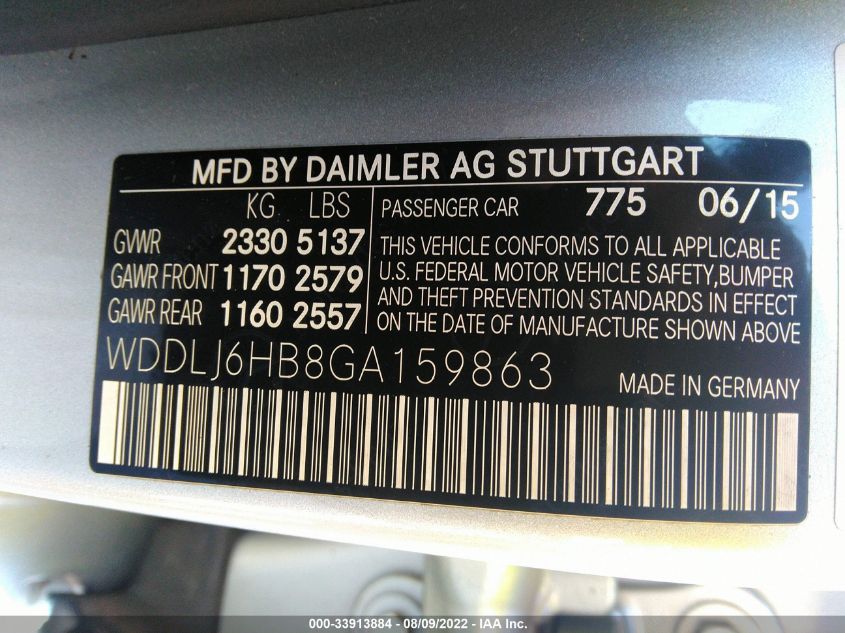 MFD BY DAIMLER AG STUTTGART
KG LBS
GVWR 2330 5137
GAWR FRONT 1170 2579
GAWR REAR 1160 2557
PASSENGER CAR 775 06/15
THIS VEHICLE CONFORMS TO ALL APPLICABLE
U.S. FEDERAL MOTOR VEHICLE SAFETY,BUMPER
AND THEFT PREVENTION STANDARDS IN EFFECT
ON THE DATE OF MANUFACTURE SHOWN ABOVE
WDDLJ6HB8GA159863
MADE IN GERMANY
000-33913884 - 08/09/2022 - IAA Inc.